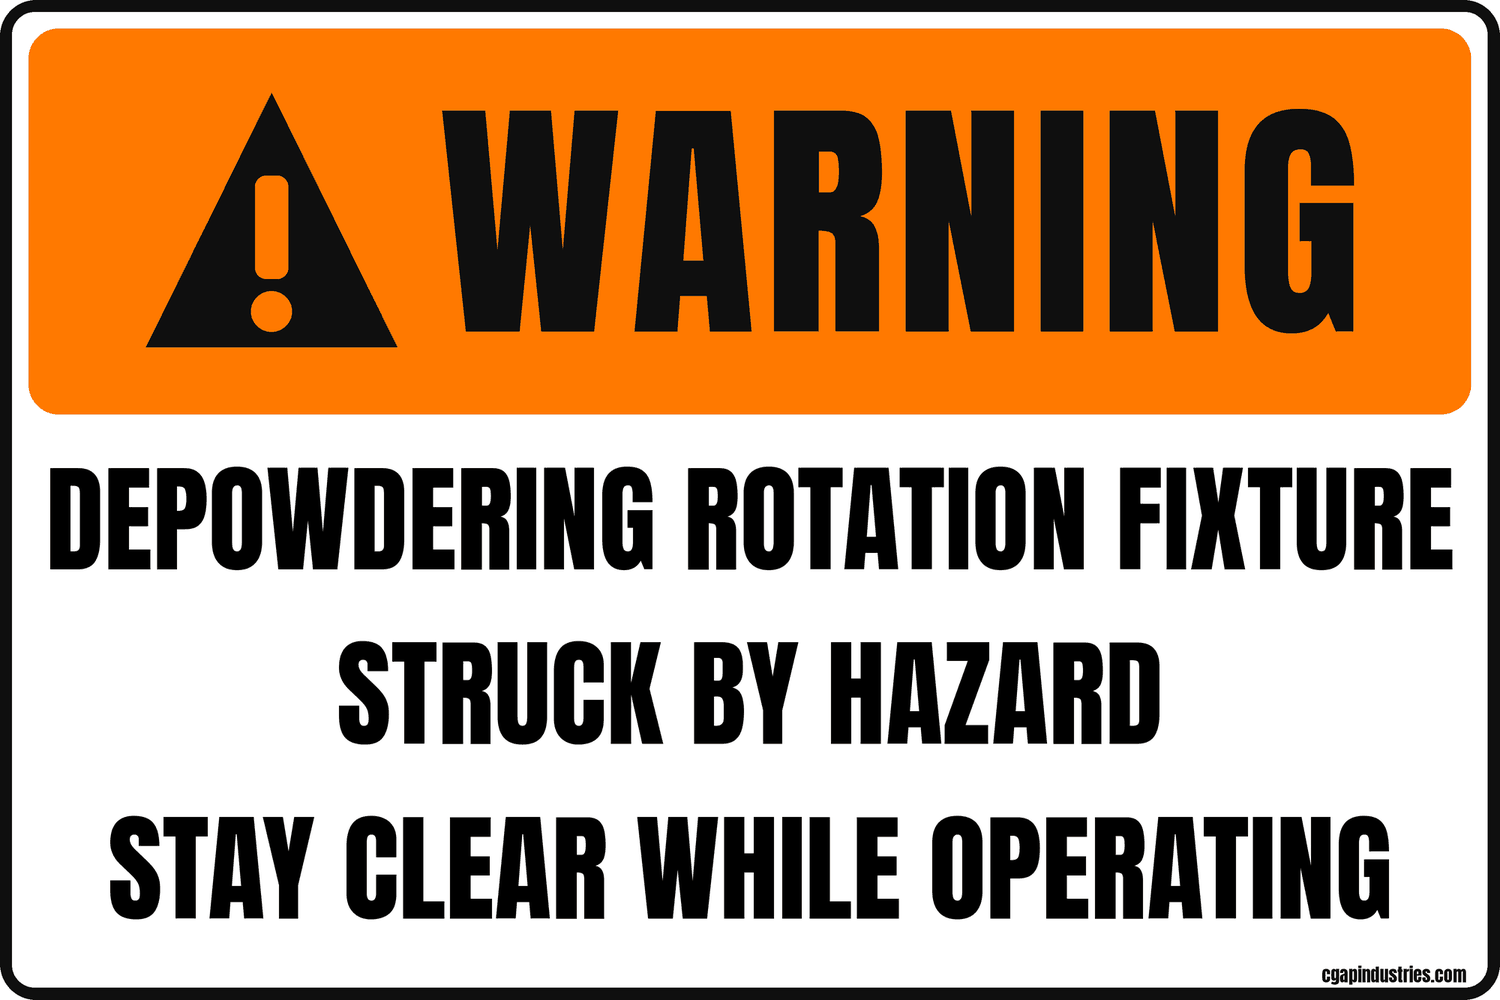 WARNING
DEPOWDERING ROTATION FIXTURE
STRUCK BY HAZARD
STAY CLEAR WHILE OPERATING
cgapindustries.com